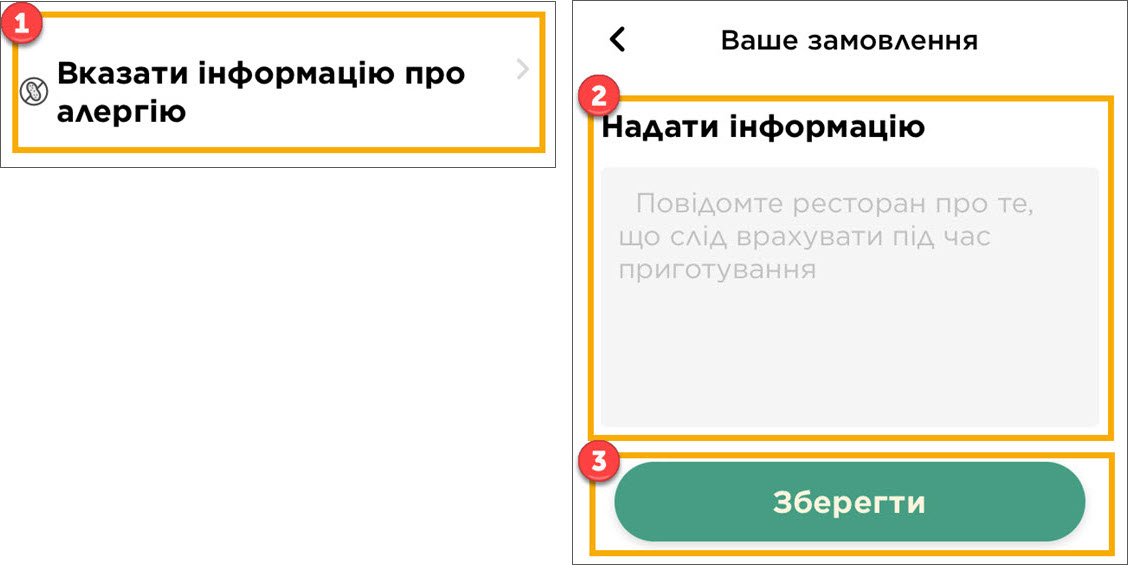 1
Вказати інформацію про
алергію
Ваше замовлення
2
Надати інформацію
Повідомте ресторан про те,
що слід врахувати під час
приготування
3
Зберегти